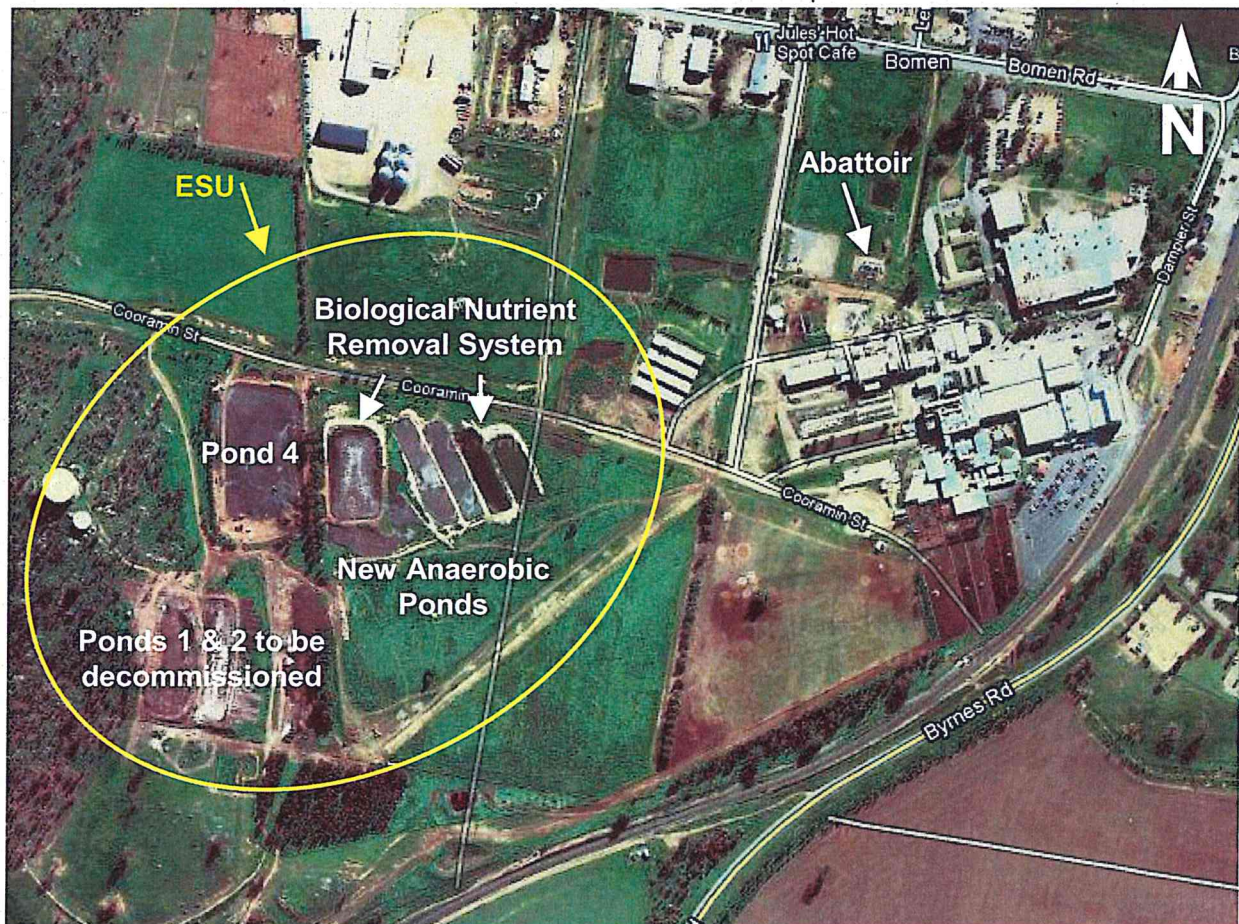 Jules' Hot
Spot Cafe
Bomen
Bomen Rd
N
Abattoir
Dampier St
ESU
Biological Nutrient
Removal System
Cooramin St
Cooramin
Pond 4
Cooramin St
New Anaerobic
Ponds
Ponds 1 & 2 to be
decommissioned
Byrnes Rd